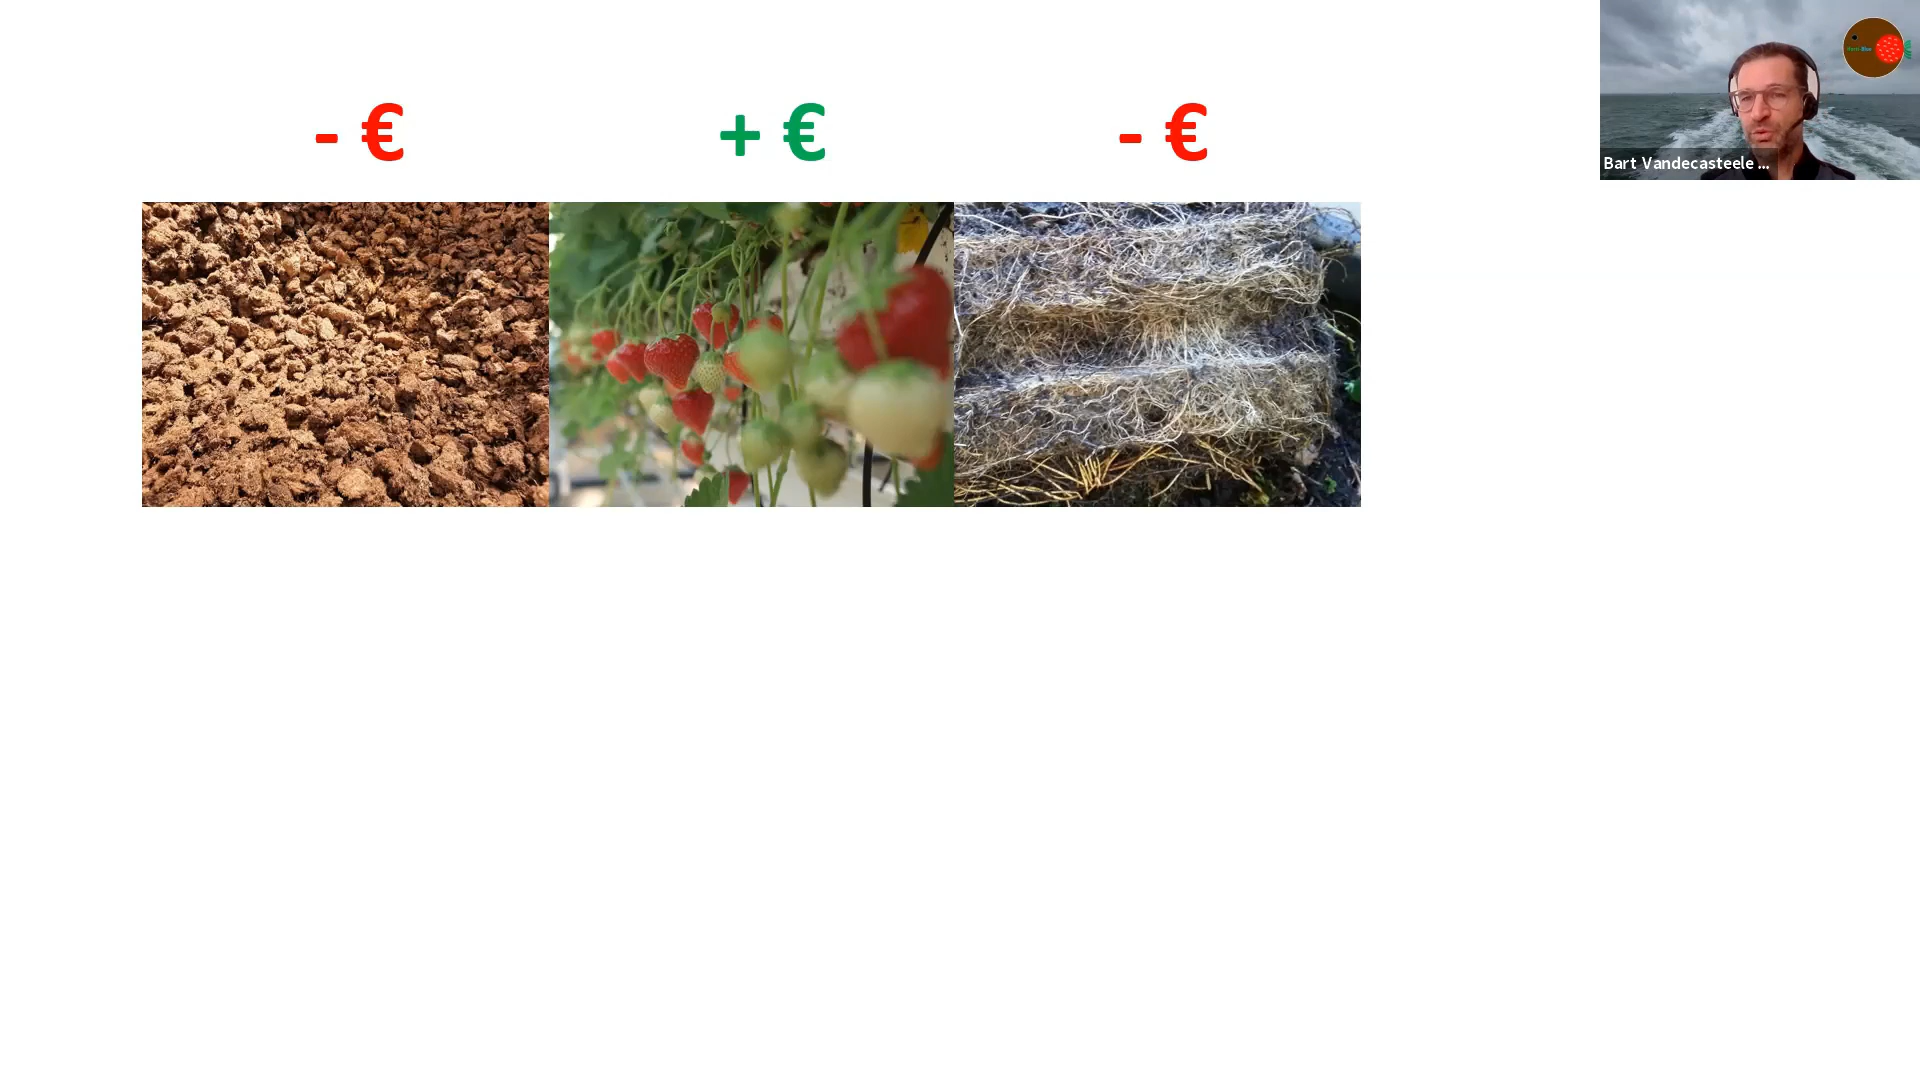 - €
+ €
- €
Bart Vandecasteele ...